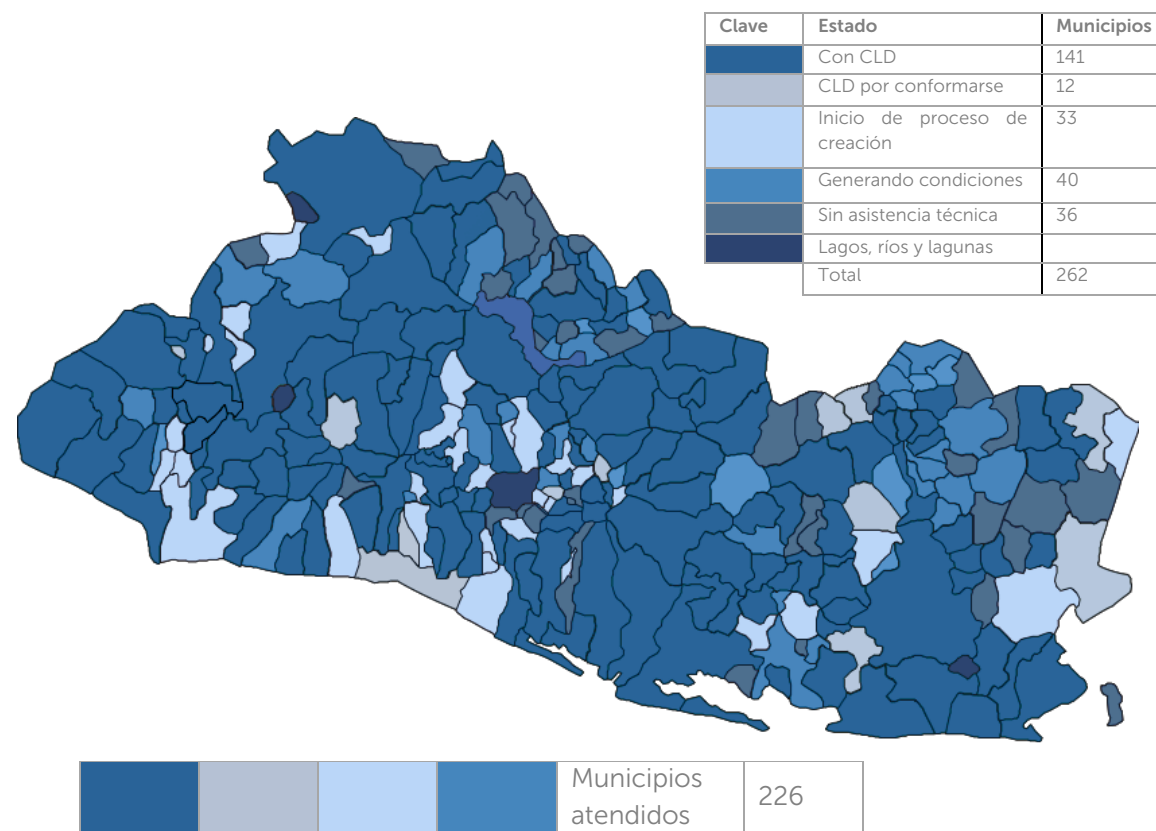 Clave Estado Municipios
Con CLD 141
CLD por conformarse 12
Inicio de proceso de 33
creación
Generando condiciones 40
Sin asistencia técnica 36
Lagos, ríos y lagunas
Total 262
Municipios
atendidos 226